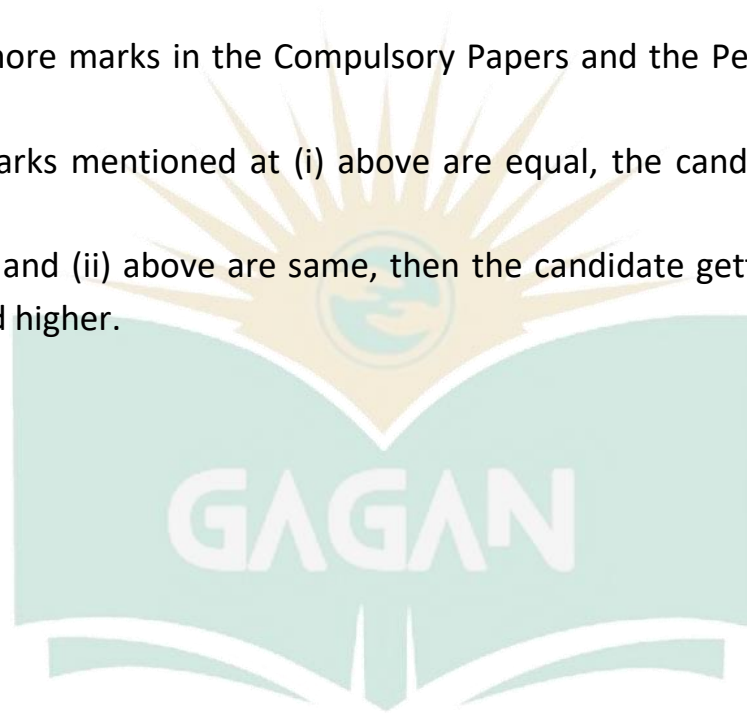 more marks in the Compulsory Papers and the Pe
arks mentioned at (i) above are equal, the cand
and (ii) above are same, then the candidate gett
d higher.
GAGAN